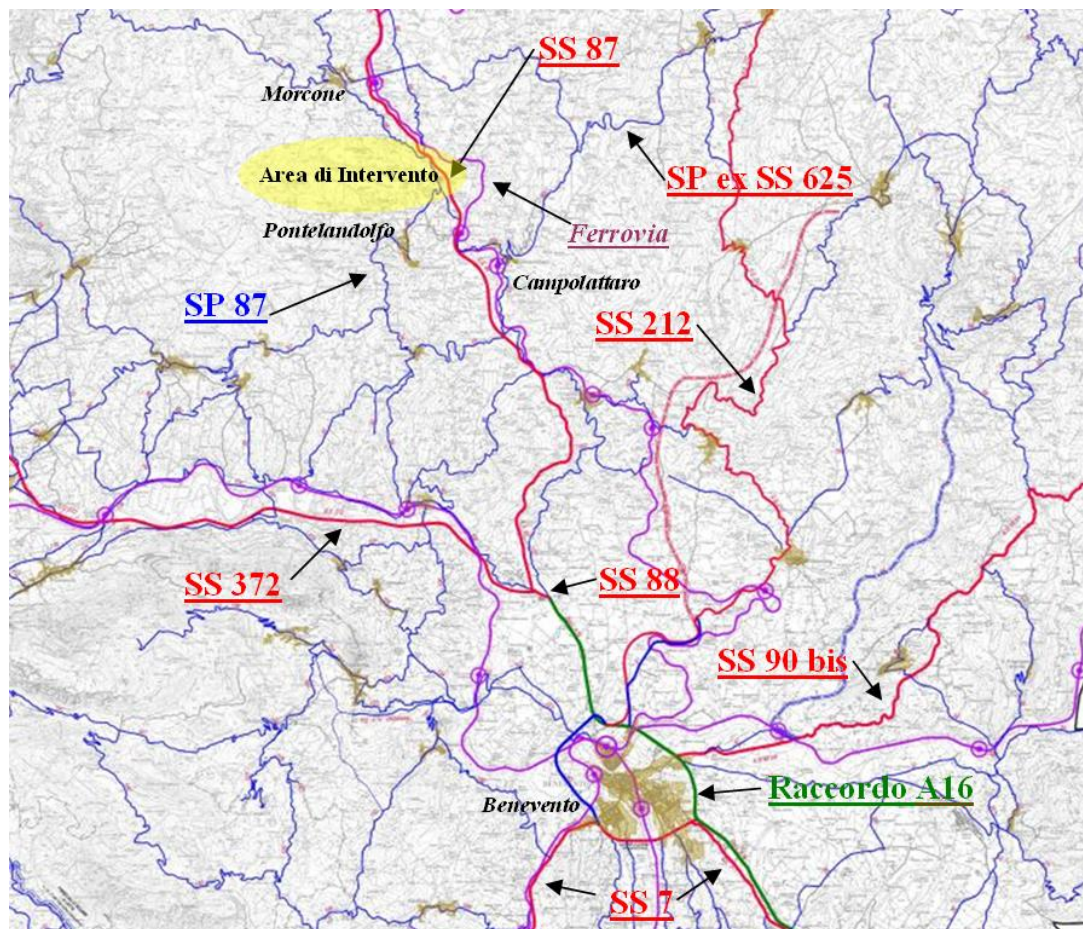 SS 87
Morcone
Area di Intervento
SP ex SS 625
Pontelandolfo
Ferrovia
Campolattaro
SP 87
SS 212
SS 372
SS 88
SS 90 bis
Raccordo A16
Benevento
SS 7